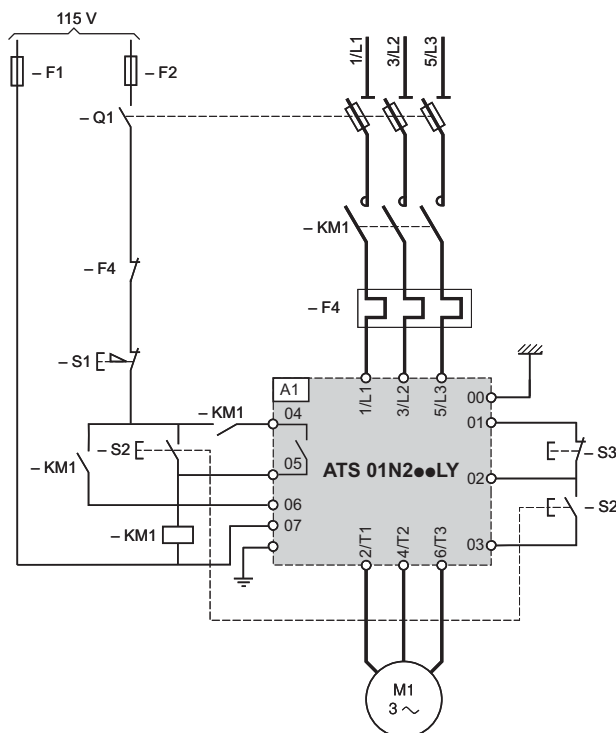 115 V
– F1
– F2
1/L1
3/L2
5/L3
– Q1
– KM1
– F4
– F4
– S1
A1
1/L1
3/L2
5/L3
00
– KM1
04
01
– S2
– S3
– KM1
05
ATS 01N2●●LY
02
06
– S2
07
– KM1
2/T1
4/T2
6/T3
03
M1
3 ～